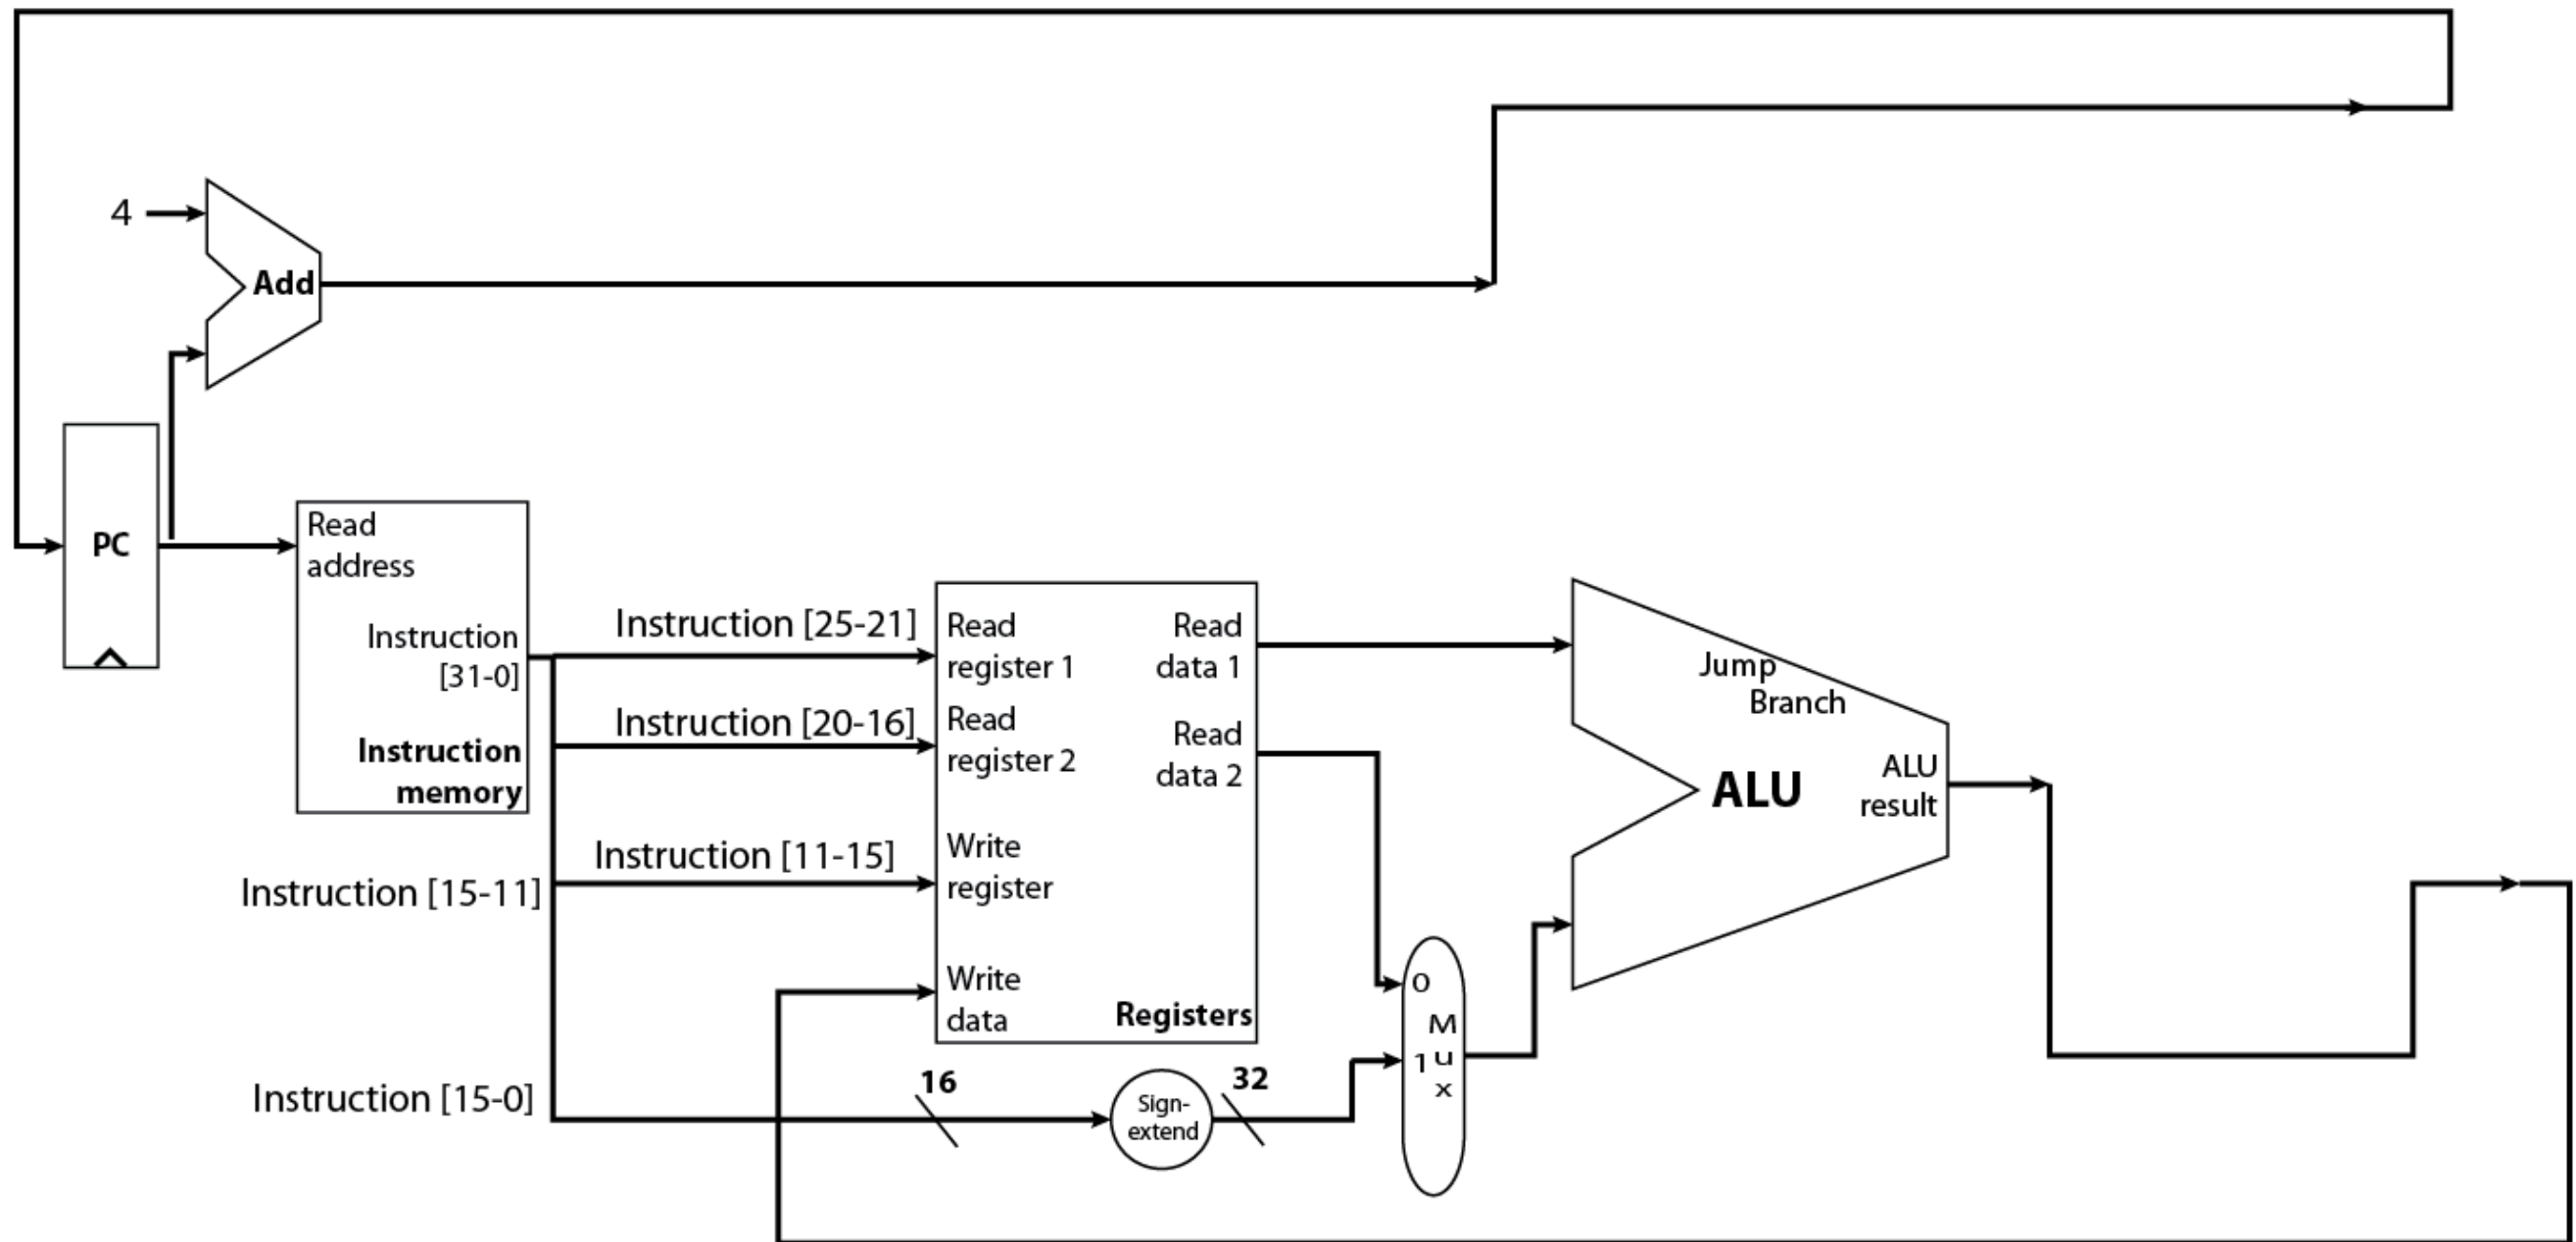 4
Add
PC
Read
address
Instruction
[31-0]
Instruction
memory
Instruction [25-21]
Instruction [20-16]
Instruction [11-15]
Instruction [15-11]
Instruction [15-0]
Read
register 1
Read
register 2
Write
register
Write
data
Read
data 1
Read
data 2
Registers
16
Sign-
extend
32
0
M
1 u
x
Jump
Branch
ALU
ALU
result